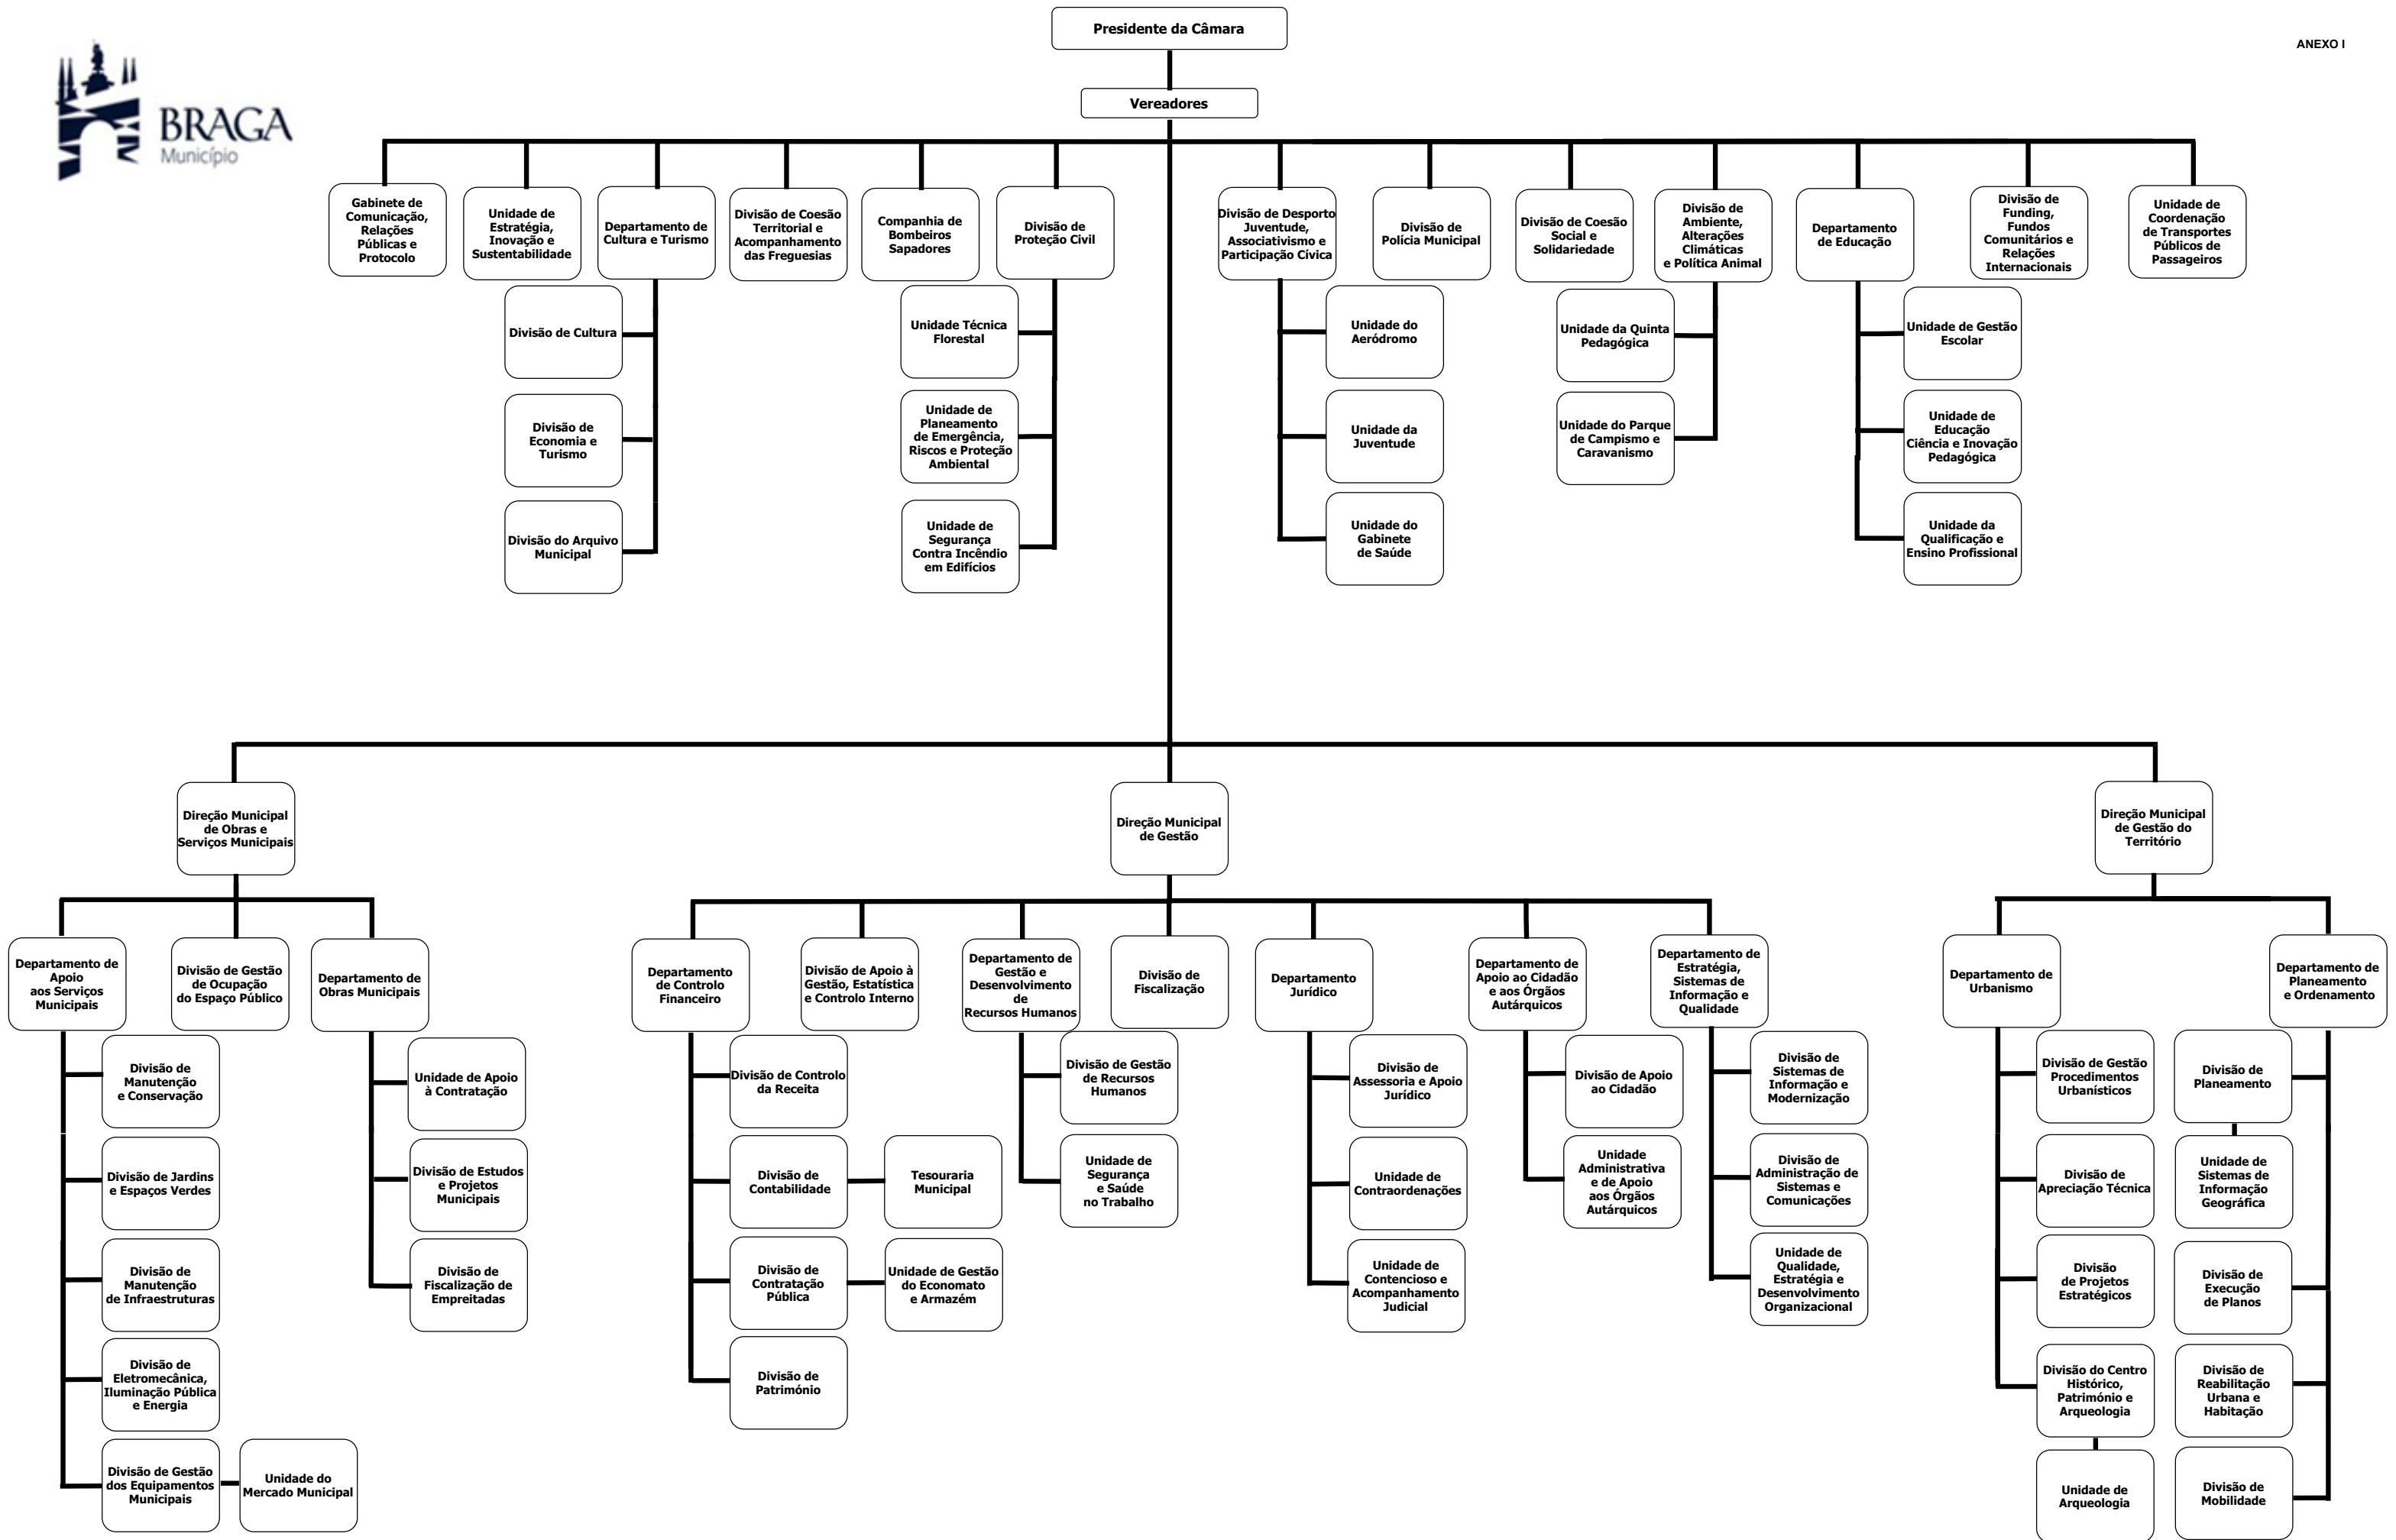 Presidente da Câmara
ANEXO I
BRAGA
Município
Vereadores
Gabinete de
Comunicação,
Relações
Públicas e
Protocolo
Unidade de
Estratégia,
Inovação e
Sustentabilidade
Departamento de
Cultura e Turismo
Divisão de Coesão
Territorial e
Acompanhamento
das Freguesias
Companhia de
Bombeiros
Sapadores
Divisão de
Proteção Civil
Divisão de Desporto
Juventude,
Associativismo e
Participação Cívica
Divisão de
Polícia Municipal
Divisão de Coesão
Social e
Solidariedade
Divisão de
Ambiente,
Alterações
Climáticas
e Política Animal
Departamento
de Educação
Divisão de
Funding,
Fundos
Comunitários e
Relações
Internacionais
Unidade de
Coordenação
de Transportes
Públicos de
Passageiros
Divisão de Cultura
Divisão de
Economia e
Turismo
Divisão do Arquivo
Municipal
Unidade Técnica
Florestal
Unidade de
Planeamento
de Emergência,
Riscos e Proteção
Ambiental
Unidade de
Segurança
Contra Incêndio
em Edifícios
Unidade do
Aeródromo
Unidade da
Juventude
Unidade do
Gabinete
de Saúde
Unidade da Quinta
Pedagógica
Unidade do Parque
de Campismo e
Caravanismo
Unidade de Gestão
Escolar
Unidade de
Educação
Ciência e Inovação
Pedagógica
Unidade da
Qualificação e
Ensino Profissional
Direção Municipal
de Obras e
Serviços Municipais
Direção Municipal
de Gestão
Direção Municipal
de Gestão do
Território
Departamento de
Apoio
aos Serviços
Municipais
Divisão de Gestão
de Ocupação
do Espaço Público
Departamento de
Obras Municipais
Departamento
de Controlo
Financeiro
Divisão de Apoio à
Gestão, Estatística
e Controlo Interno
Departamento de
Gestão e
Desenvolvimento
de
Recursos Humanos
Divisão de
Fiscalização
Departamento
Jurídico
Departamento de
Apoio ao Cidadão
e aos Órgãos
Autárquicos
Departamento de
Estratégia,
Sistemas de
Informação e
Qualidade
Departamento de
Urbanismo
Departamento de
Planeamento
e Ordenamento
Divisão de
Manutenção
e Conservação
Divisão de Jardins
e Espaços Verdes
Divisão de
Manutenção
de Infraestruturas
Divisão de
Eletromecânica,
Iluminação Pública
e Energia
Divisão de Gestão
dos Equipamentos
Municipais
Unidade do
Mercado Municipal
Unidade de Apoio
à Contratação
Divisão de Estudos
e Projetos
Municipais
Divisão de
Fiscalização de
Empreitadas
Divisão de Controlo
da Receita
Divisão de
Contabilidade
Tesouraria
Municipal
Divisão de
Contratação
Pública
Unidade de Gestão
do Economato
e Armazém
Divisão de
Património
Divisão de Gestão
de Recursos
Humanos
Unidade de
Segurança
e Saúde
no Trabalho
Divisão de
Assessoria e Apoio
Jurídico
Unidade de
Contraordenações
Unidade de
Contencioso e
Acompanhamento
Judicial
Divisão de Apoio
ao Cidadão
Unidade
Administrativa
e de Apoio
aos Órgãos
Autárquicos
Divisão de
Sistemas de
Informação e
Modernização
Divisão de
Administração de
Sistemas e
Comunicações
Unidade de
Qualidade,
Estratégia e
Desenvolvimento
Organizacional
Divisão de Gestão
Procedimentos
Urbanísticos
Divisão de
Apreciação Técnica
Divisão
de Projetos
Estratégicos
Divisão do Centro
Histórico,
Património e
Arqueologia
Unidade de
Arqueologia
Divisão de
Planeamento
Unidade de
Sistemas de
Informação
Geográfica
Divisão de
Execução
de Planos
Divisão de
Reabilitação
Urbana e
Habitação
Divisão de
Mobilidade